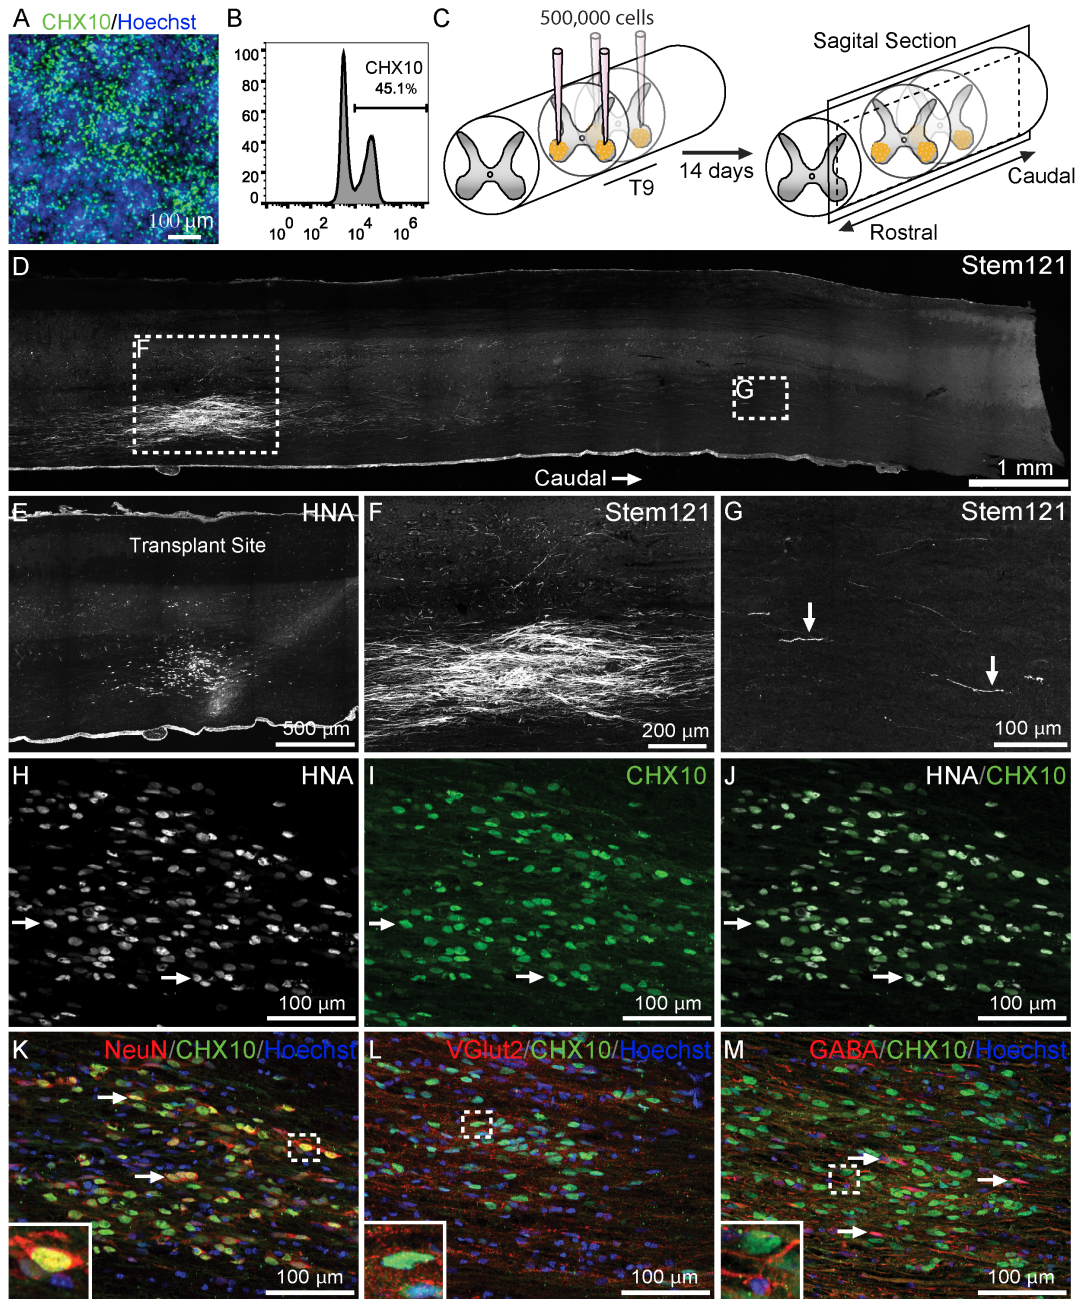 A
CHX10/Hoechst
100 µm
B
100
80
60
40
20
0
CHX10
45.1%
10^0 10^2 10^4 10^6
C
500,000 cells
T9
14 days
Sagital Section
Caudal
Rostral
D
Stem121
F
G
Caudal
1 mm
E
HNA
Transplant Site
500 µm
F
Stem121
200 µm
G
Stem121
100 µm
H
HNA
100 µm
I
CHX10
100 µm
J
HNA/CHX10
100 µm
K
NeuN/CHX10/Hoechst
100 µm
L
VGlut2/CHX10/Hoechst
100 µm
M
GABA/CHX10/Hoechst
100 µm